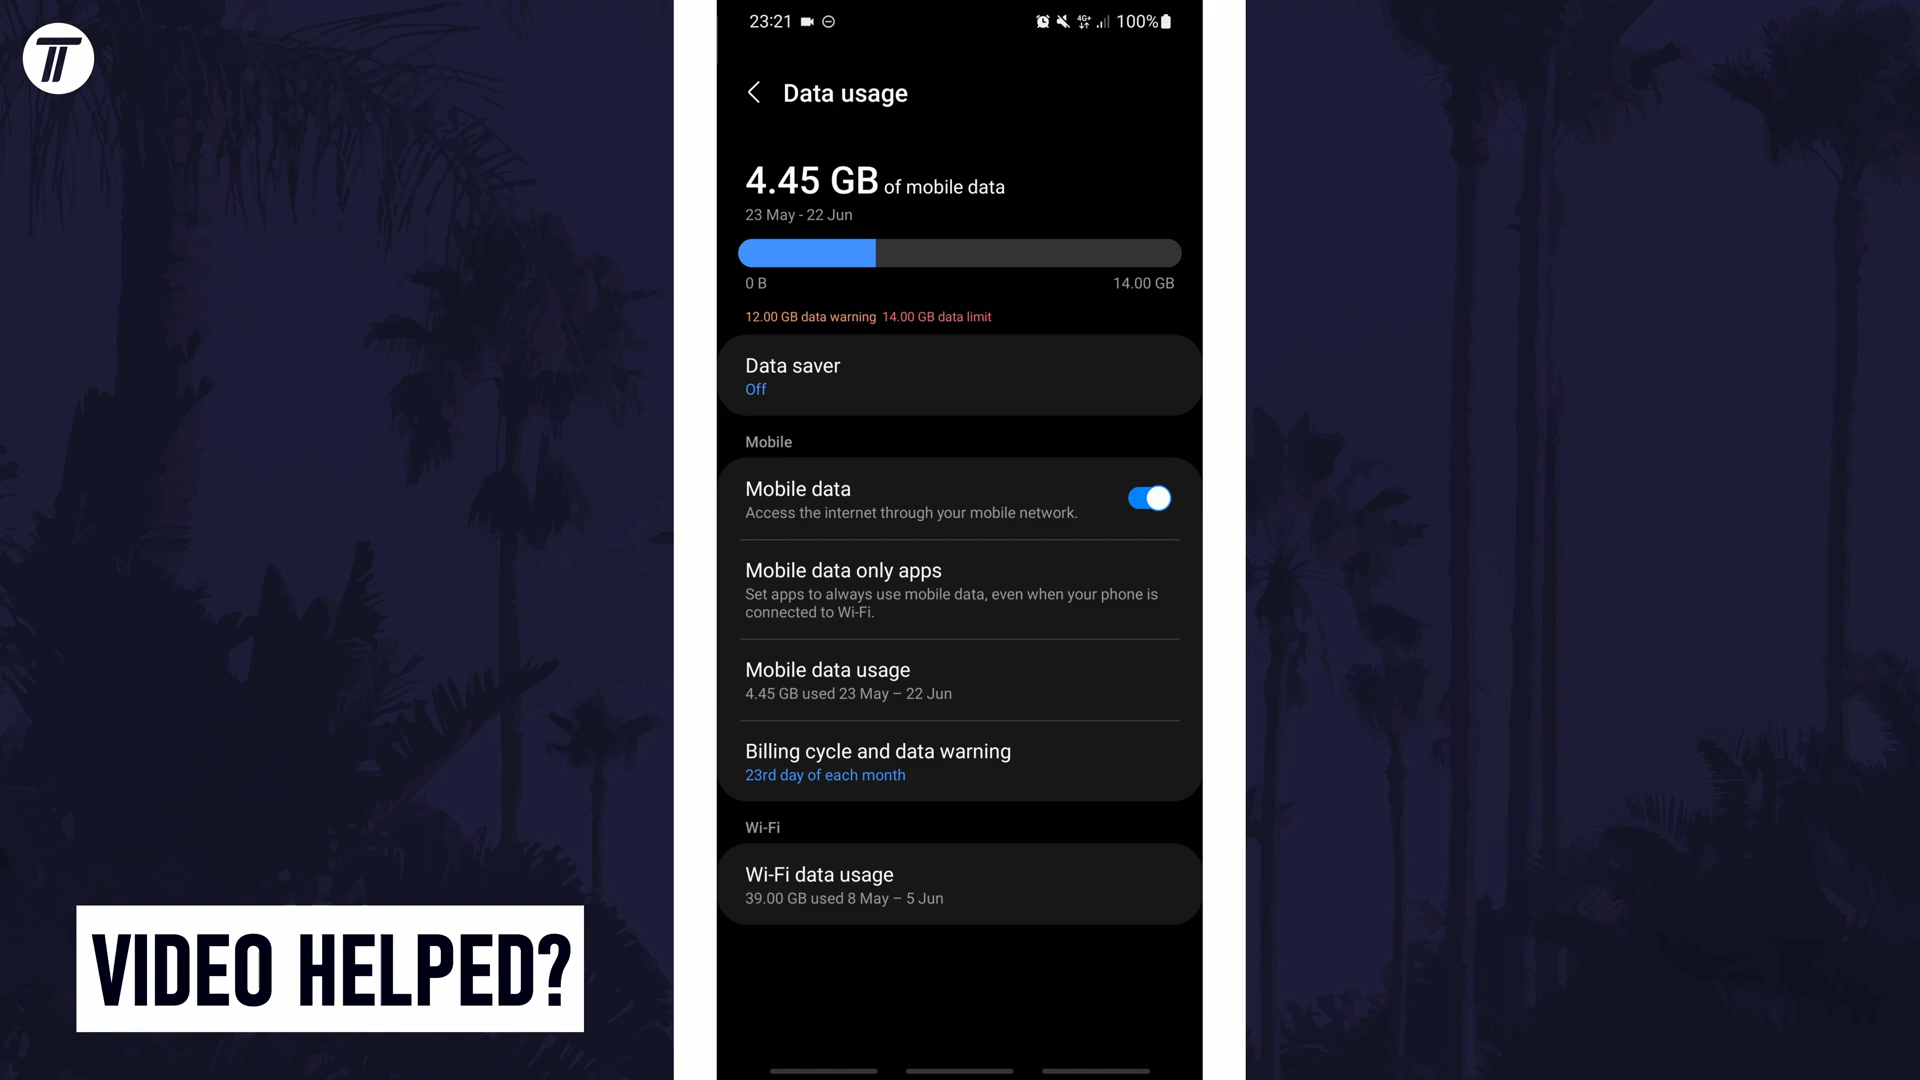 23:21 4G+ 100%
Data usage
4.45 GB of mobile data
23 May - 22 Jun
0 B 14.00 GB
12.00 GB data warning 14.00 GB data limit
Data saver
Off
Mobile
Mobile data
Access the internet through your mobile network.
Mobile data only apps
Set apps to always use mobile data, even when your phone is
connected to Wi-Fi.
Mobile data usage
4.45 GB used 23 May – 22 Jun
Billing cycle and data warning
23rd day of each month
Wi-Fi
Wi-Fi data usage
39.00 GB used 8 May – 5 Jun
VIDEO HELPED?